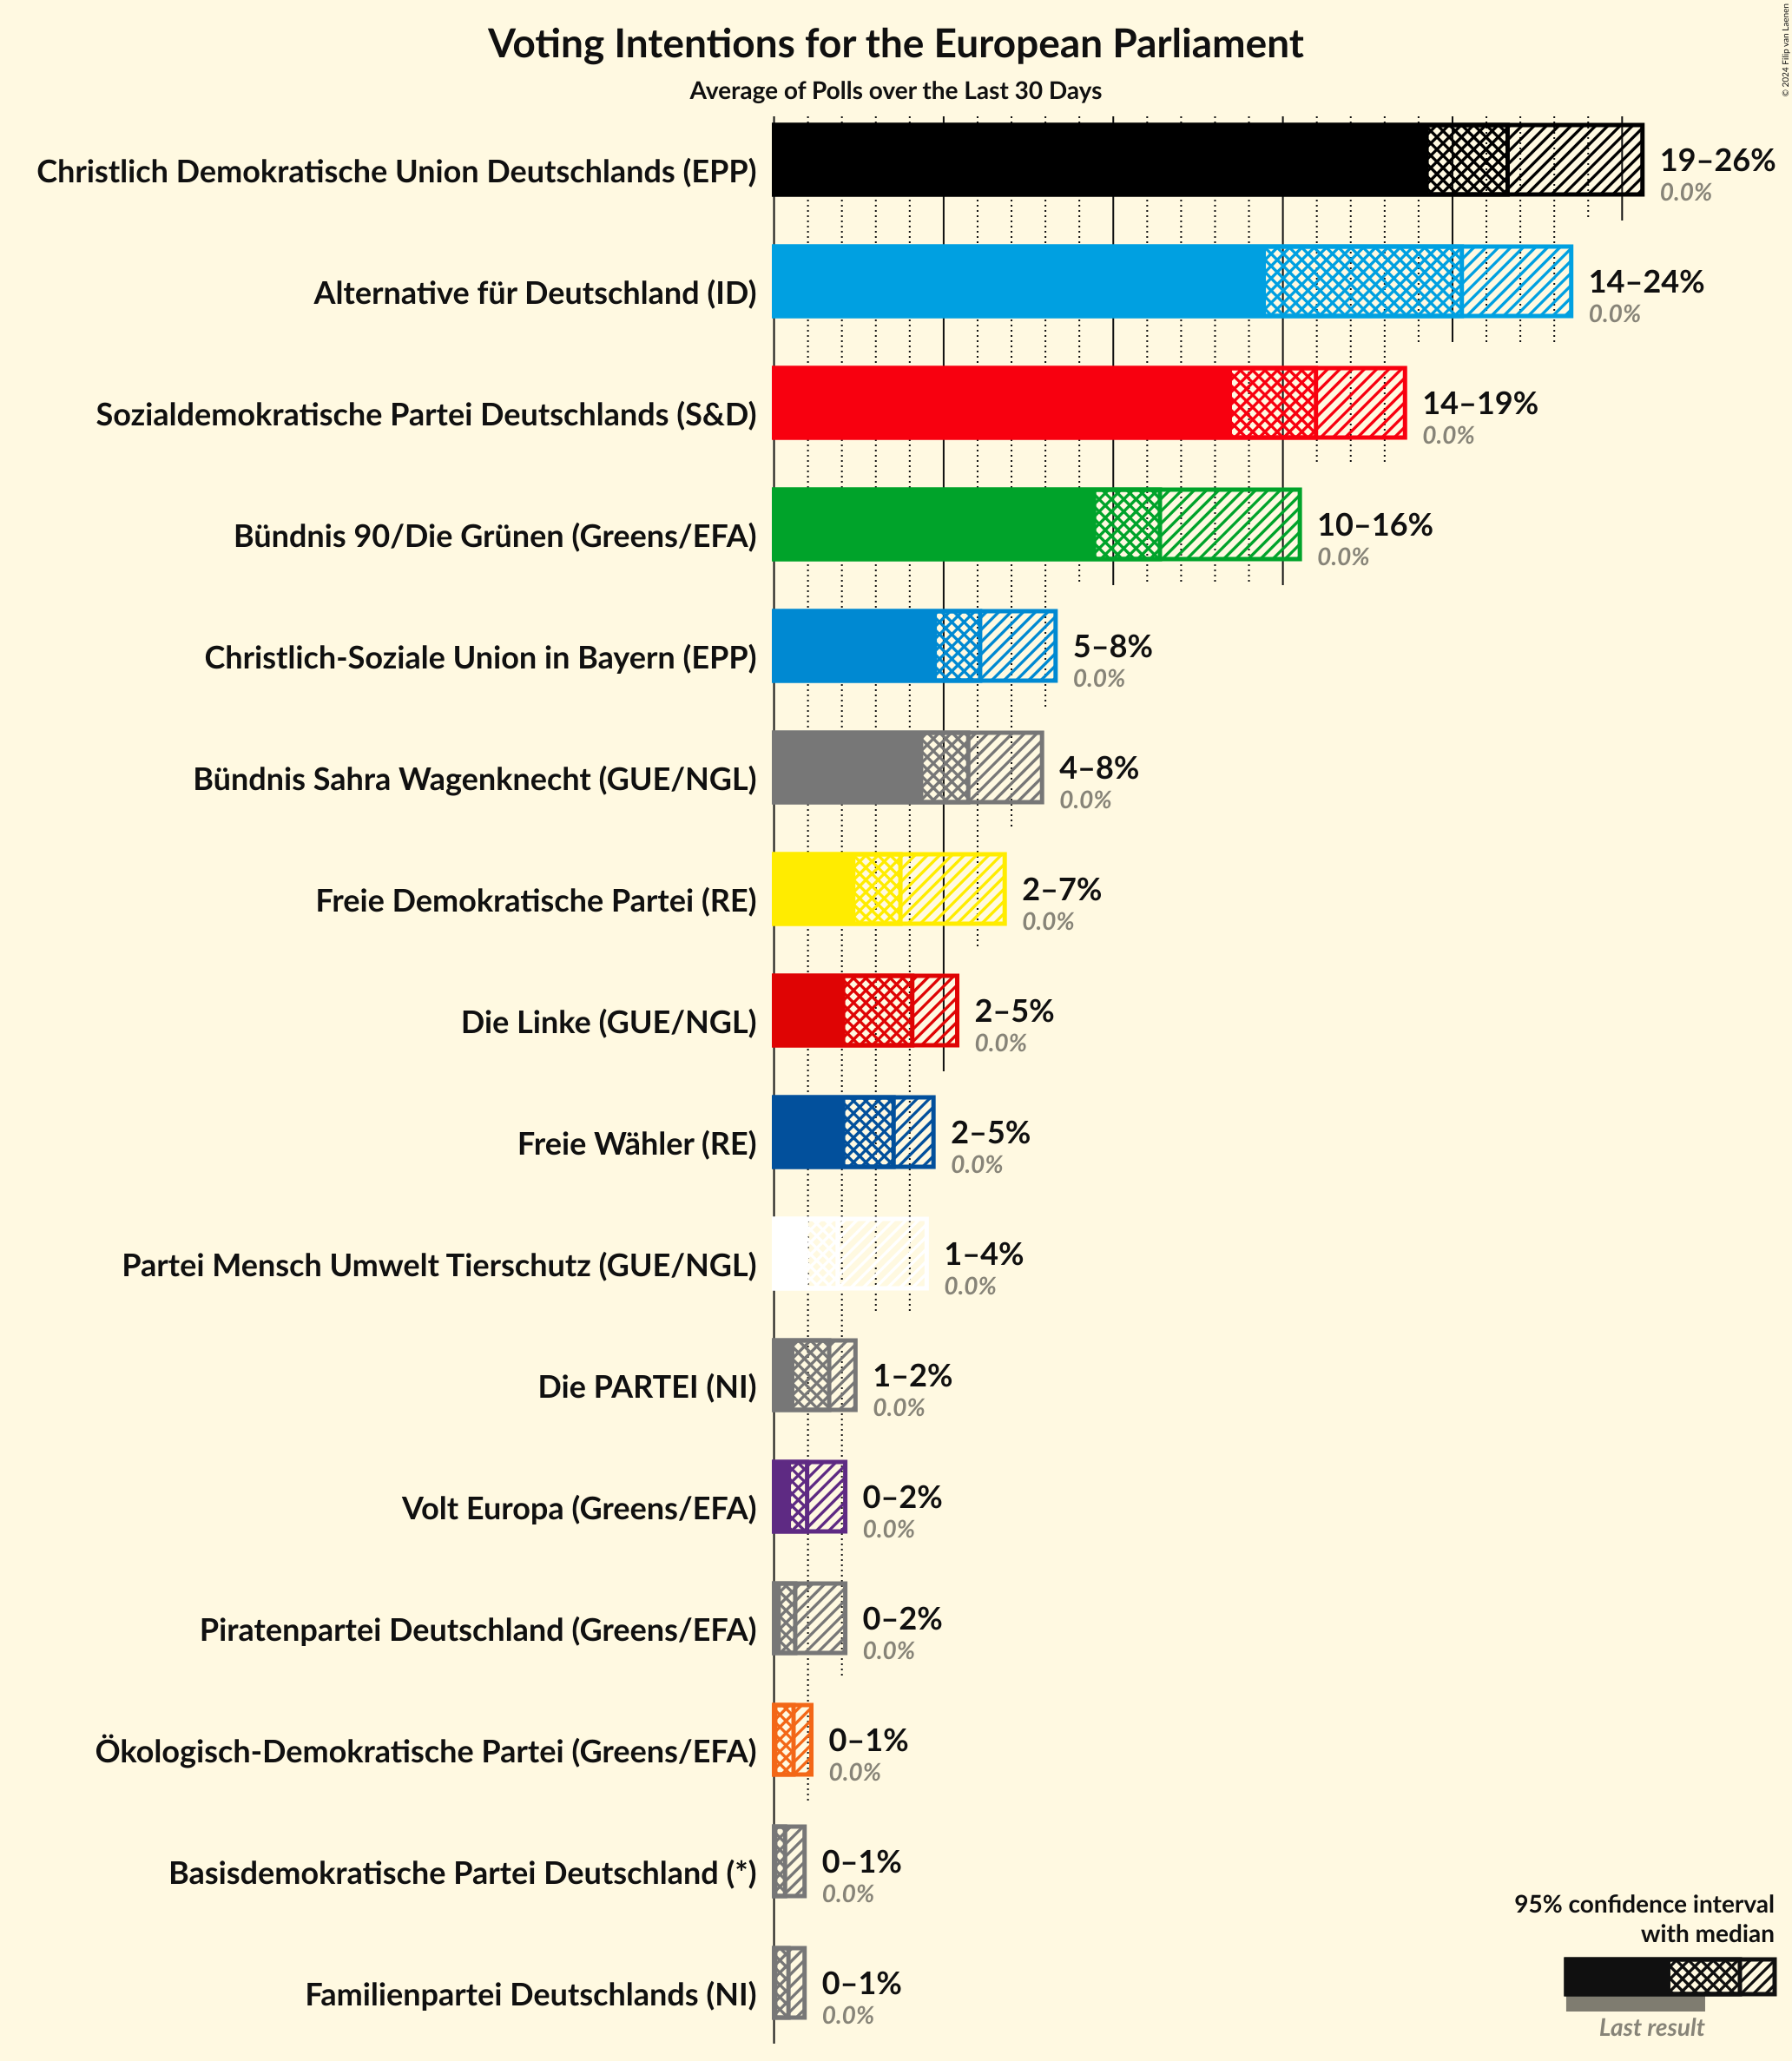 Voting Intentions for the European Parliament
Average of Polls over the Last 30 Days
© 2024 Filip van Laenen
Christlich Demokratische Union Deutschlands (EPP)
19–26%
0.0%
Alternative für Deutschland (ID)
14–24%
0.0%
Sozialdemokratische Partei Deutschlands (S&D)
14–19%
0.0%
Bündnis 90/Die Grünen (Greens/EFA)
10–16%
0.0%
Christlich-Soziale Union in Bayern (EPP)
5–8%
0.0%
Bündnis Sahra Wagenknecht (GUE/NGL)
4–8%
0.0%
Freie Demokratische Partei (RE)
2–7%
0.0%
Die Linke (GUE/NGL)
2–5%
0.0%
Freie Wähler (RE)
2–5%
0.0%
Partei Mensch Umwelt Tierschutz (GUE/NGL)
1–4%
0.0%
Die PARTEI (NI)
1–2%
0.0%
Volt Europa (Greens/EFA)
0–2%
0.0%
Piratenpartei Deutschland (Greens/EFA)
0–2%
0.0%
Ökologisch-Demokratische Partei (Greens/EFA)
0–1%
0.0%
Basisdemokratische Partei Deutschland (*)
0–1%
0.0%
Familienpartei Deutschlands (NI)
0–1%
0.0%
95% confidence interval
with median
Last result